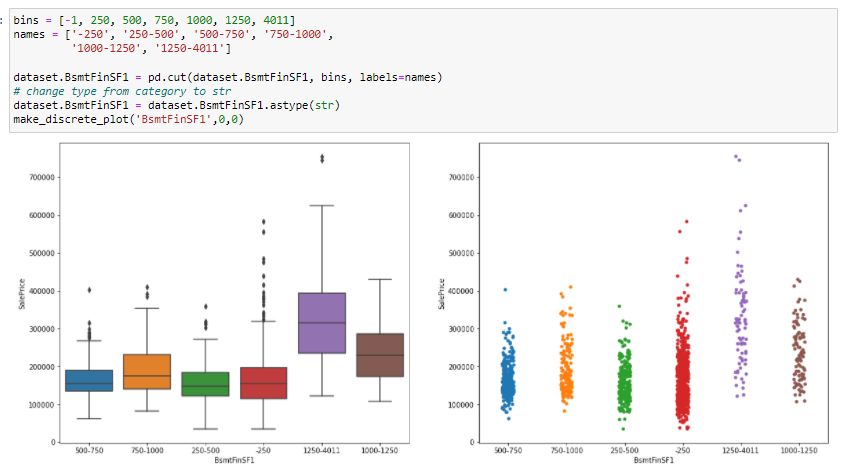 :
bins = [-1, 250, 500, 750, 1000, 1250, 4011]
names = ['-250', '250-500', '500-750', '750-1000',
'1000-1250', '1250-4011']
dataset.BsmtFinSF1 = pd.cut(dataset.BsmtFinSF1, bins, labels=names)
# change type from category to str
dataset.BsmtFinSF1 = dataset.BsmtFinSF1.astype(str)
make_discrete_plot('BsmtFinSF1',0,0)
700000
600000
500000
400000
300000
200000
100000
0
SalePrice
500-750 750-1000 250-500 -250 1250-4011 1000-1250
BsmtFinSF1
700000
600000
500000
400000
300000
200000
100000
0
SalePrice
500-750 750-1000 250-500 -250 1250-4011 1000-1250
BsmtFinSF1